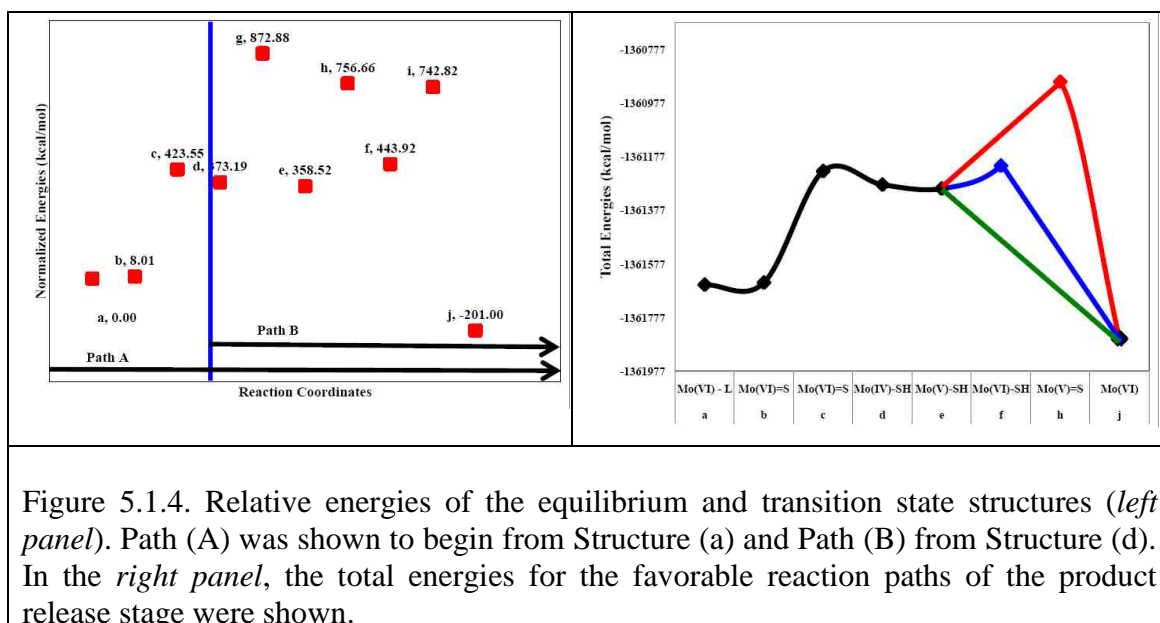 g, 872.88
h, 756.66
i, 742.82
c, 423.55
d, 373.19
e, 358.52
f, 443.92
b, 8.01
a, 0.00
j, -201.00
Path B
Path A
Normalized Energies (kcal/mol)
Reaction Coordinates
Total Energies (kcal/mol)
-1360777
-1360977
-1361177
-1361377
-1361577
-1361777
-1361977
Mo(VI) - L Mo(VI)=S Mo(VI)=S Mo(IV)-SH Mo(V)-SH Mo(VI)-SH Mo(V)=S Mo(VI)
a b c d e f h j
Figure 5.1.4. Relative energies of the equilibrium and transition state structures (left
panel). Path (A) was shown to begin from Structure (a) and Path (B) from Structure (d).
In the right panel, the total energies for the favorable reaction paths of the product
release stage were shown.